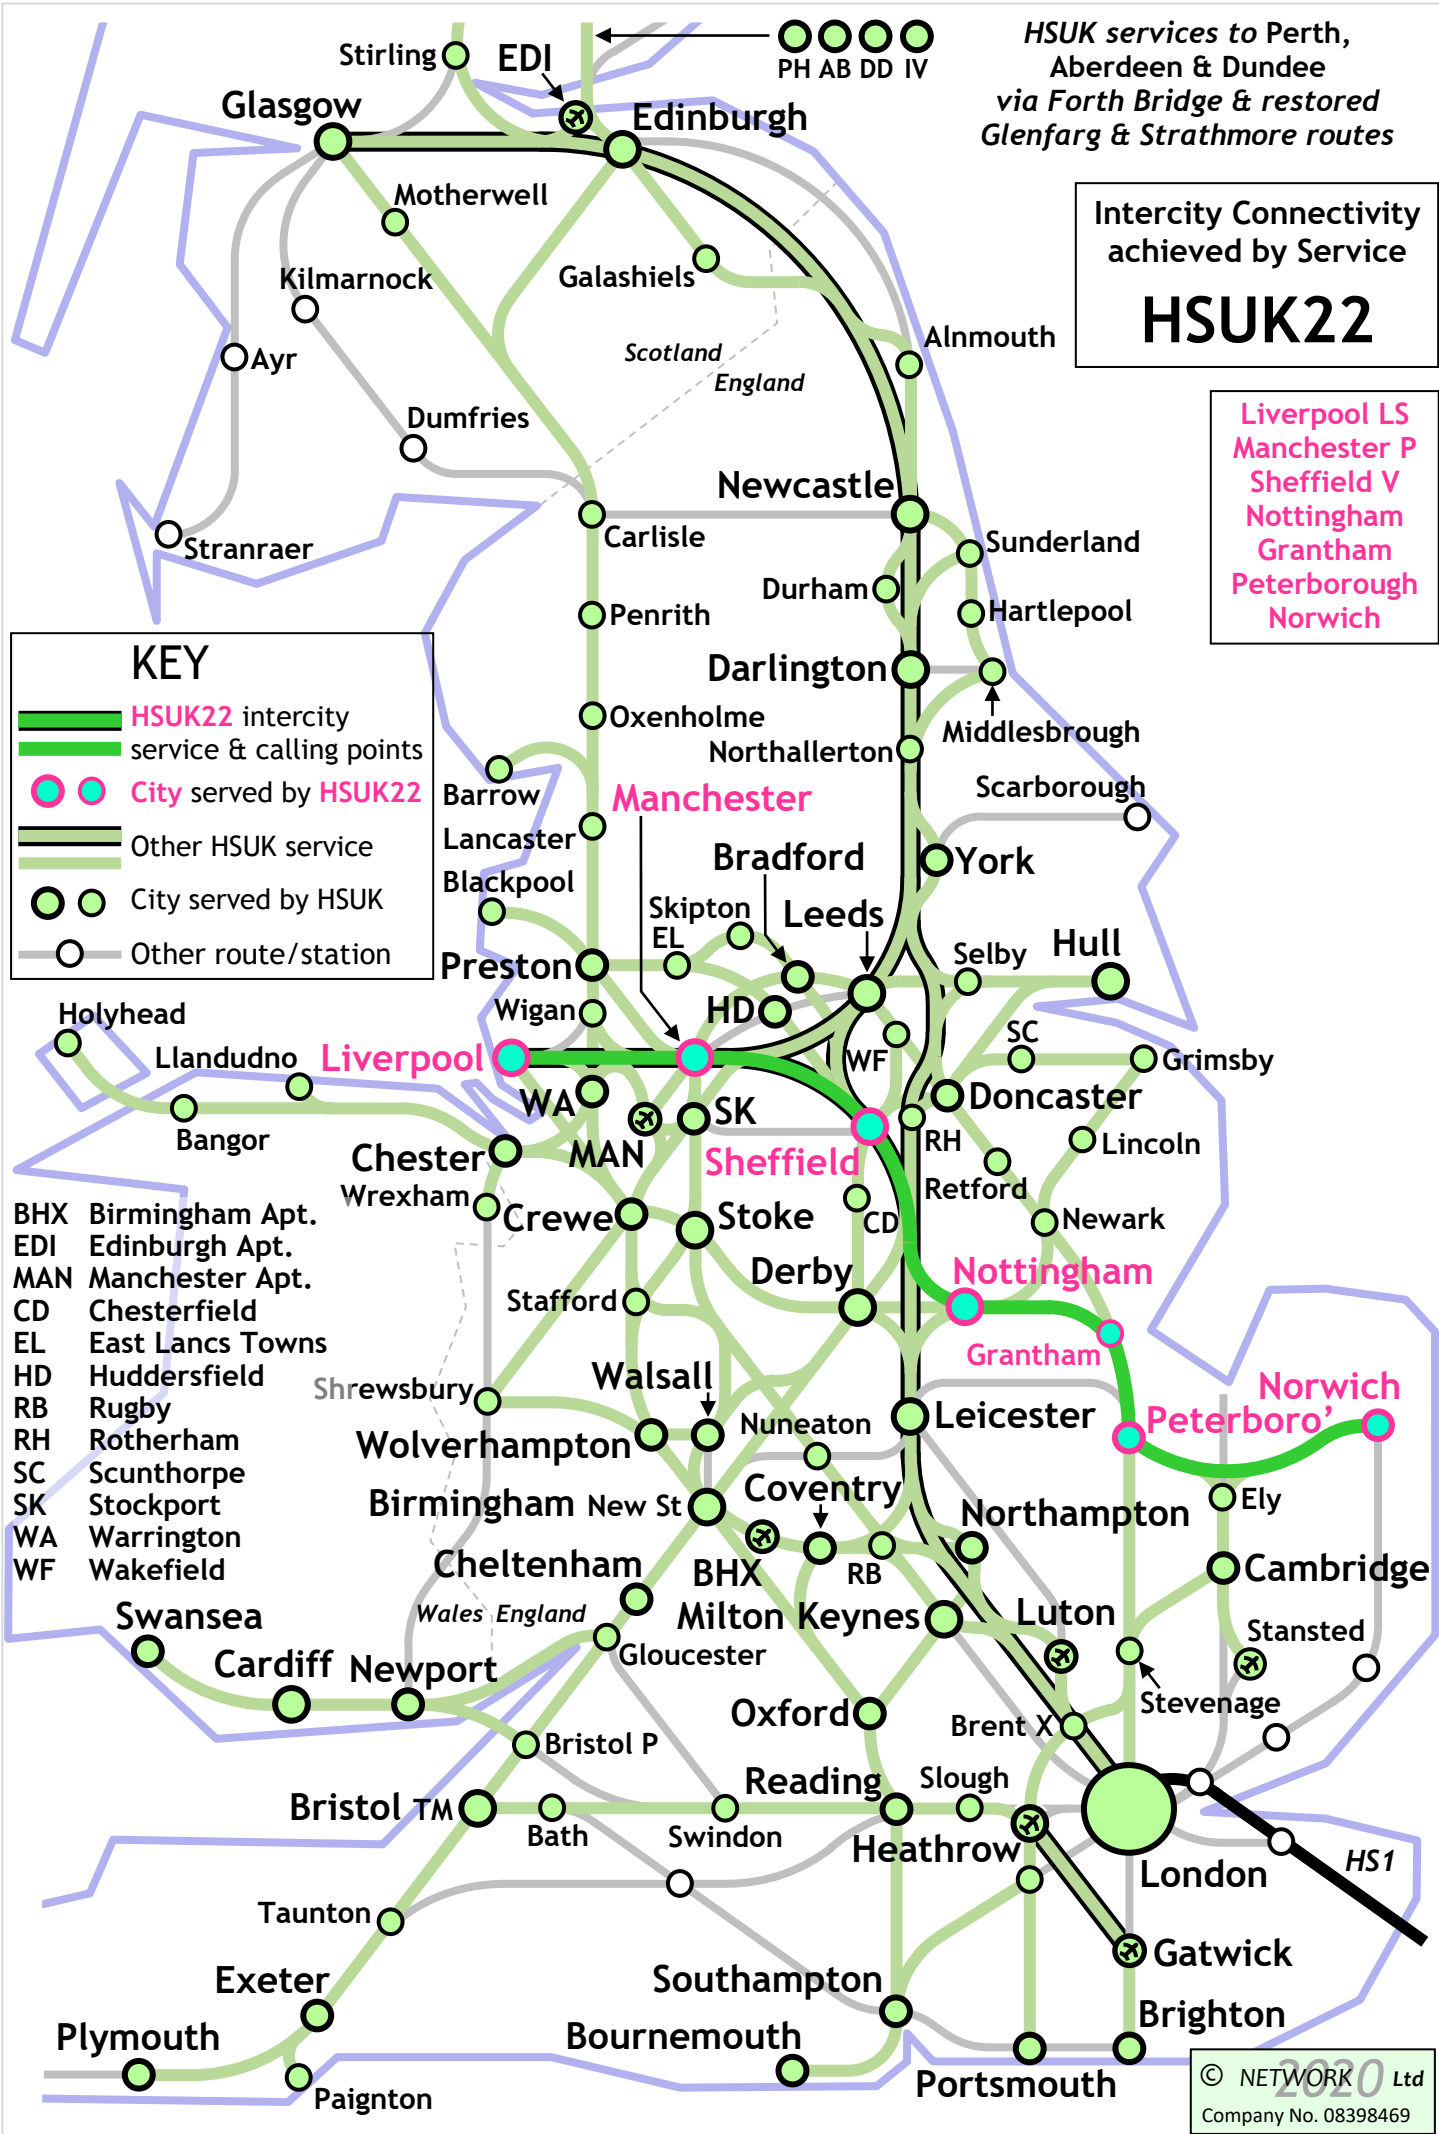 HSUK services to Perth,
Aberdeen & Dundee
via Forth Bridge & restored
Glenfarg & Strathmore routes
PH AB DD IV
Stirling
EDI
Glasgow
Edinburgh
Intercity Connectivity
achieved by Service
HSUK22
Motherwell
Kilmarnock
Galashiels
Alnmouth
Ayr
Scotland
England
Liverpool LS
Manchester P
Sheffield V
Nottingham
Grantham
Peterborough
Norwich
Dumfries
Newcastle
Carlisle
Stranraer
Sunderland
Durham
Penrith
Hartlepool
Darlington
Oxenholme
Middlesbrough
Northallerton
KEY
HSUK22 intercity
service & calling points
City served by HSUK22
Other HSUK service
City served by HSUK
Other route/station
Barrow
Manchester
Scarborough
Lancaster
Bradford
York
Blackpool
Skipton
EL
Leeds
Preston
Selby
Hull
Wigan
HD
Holyhead
Llandudno
Liverpool
WF
SC
Grimsby
WA
SK
Doncaster
Bangor
MAN
RH
Lincoln
Chester
Sheffield
Wrexham
Retford
Crewe
Stoke
CD
Newark
BHX Birmingham Apt.
EDI Edinburgh Apt.
MAN Manchester Apt.
CD Chesterfield
EL East Lancs Towns
HD Huddersfield
RB Rugby
RH Rotherham
SC Scunthorpe
SK Stockport
WA Warrington
WF Wakefield
Derby
Nottingham
Stafford
Grantham
Walsall
Shrewsbury
Norwich
Nuneaton
Leicester
Peterboro’
Wolverhampton
Coventry
Birmingham New St
Northampton
Ely
Cheltenham
BHX
RB
Cambridge
Wales England
Milton Keynes
Luton
Swansea
Gloucester
Stansted
Cardiff
Newport
Stevenage
Oxford
Brent X
Bristol P
Reading
Slough
Bristol TM
Bath
Swindon
Heathrow
London
HS1
Taunton
Gatwick
Exeter
Southampton
Brighton
Plymouth
Bournemouth
Portsmouth
Paignton
© NETWORK 2020 Ltd
Company No. 08398469